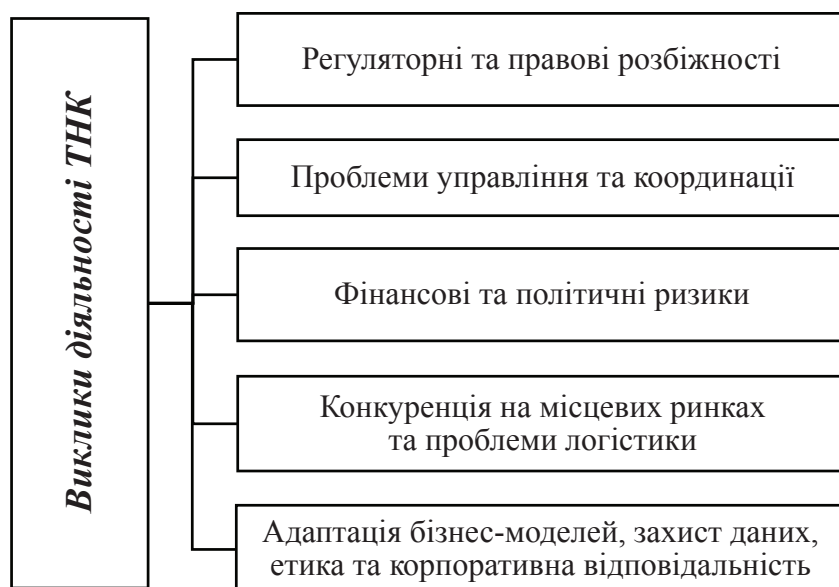 Виклики діяльності ТНК
Регуляторні та правові розбіжності
Проблеми управління та координації
Фінансові та політичні ризики
Конкуренція на місцевих ринках
та проблеми логістики
Адаптація бізнес-моделей, захист даних,
етика та корпоративна відповідальність